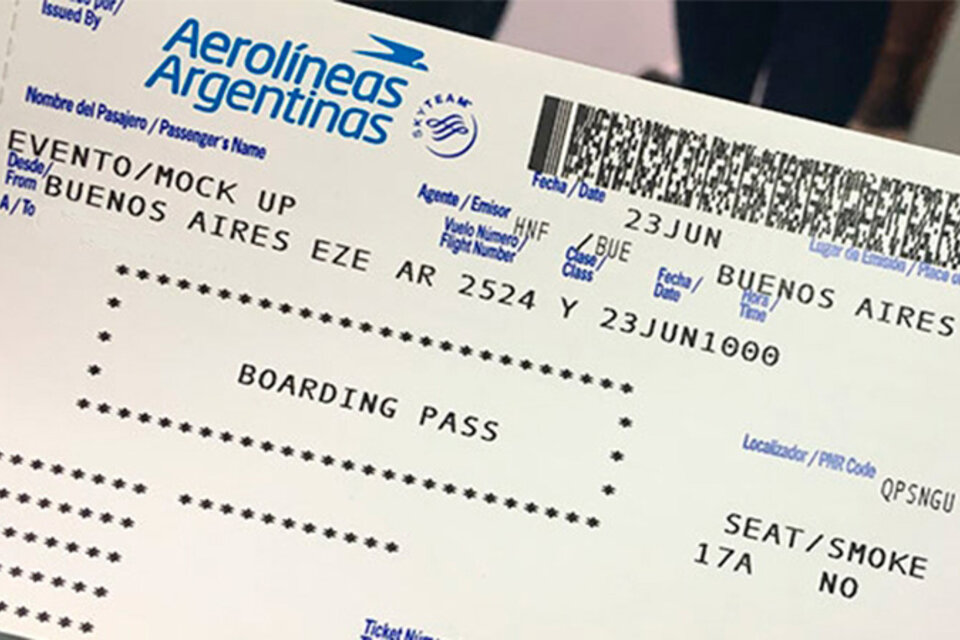 Issued By
Aerolíneas
Argentinas
SKYTEAM
Nombre del Pasajero / Passenger's Name
EVENTO/MOCK UP
Desde/
From
BUENOS AIRES EZE AR 2524 Y 23JUN1000
A / To
Agente / Emisor
HNF /BUE
Fecha / Date
23JUN
Lugar de Emisión / Place
BUENOS AIRES
Vuelo Número/
Flight Number
Clase/
Class
Fecha /
Date
Hora /
Time
BOARDING PASS
Localizador / PNR Code
QPSNGU
SEAT/SMOKE
17A NO
Ticket